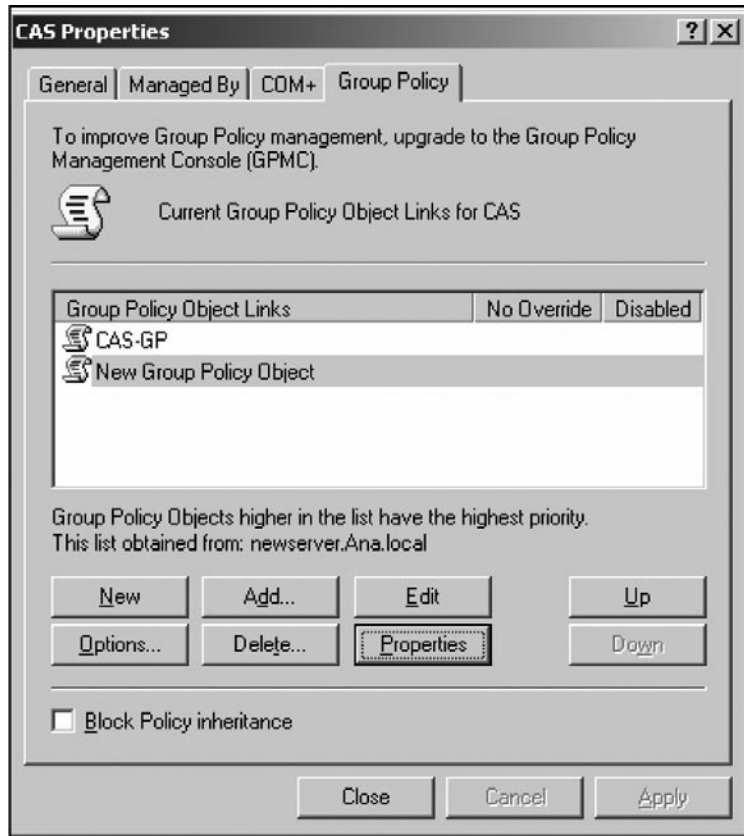 CAS Properties
General Managed By COM+ Group Policy
To improve Group Policy management, upgrade to the Group Policy
Management Console (GPMC).
Current Group Policy Object Links for CAS
Group Policy Object Links No Override Disabled
CAS-GP
New Group Policy Object
Group Policy Objects higher in the list have the highest priority.
This list obtained from: newserver.Ana.local
New Add... Edit Up
Options... Delete... Properties Down
Block Policy inheritance
Close Cancel Apply